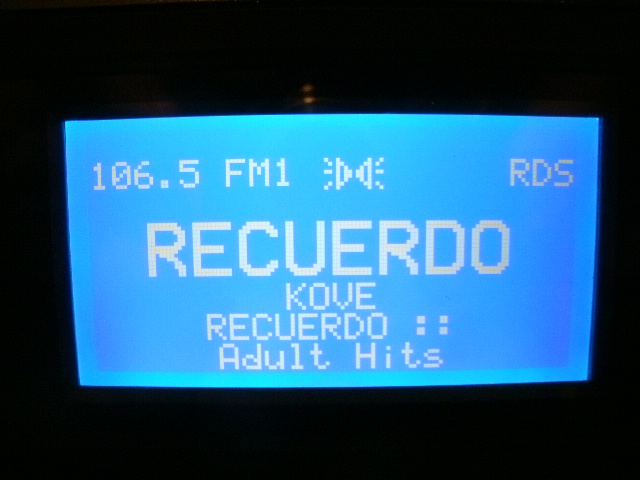 106.5 FM1 RDS
RECUERDO
KOVE
RECUERDO ::
Adult Hits